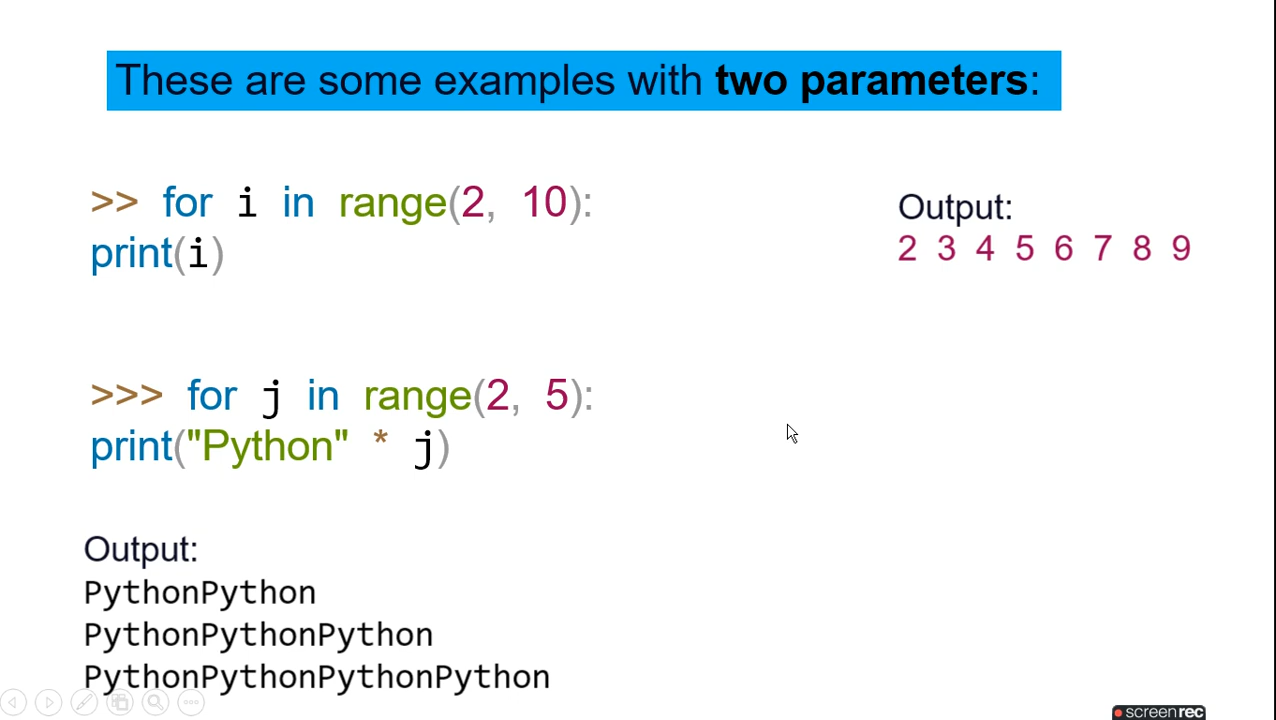 These are some examples with two parameters:
>> for i in range(2, 10):
print(i)
Output:
2 3 4 5 6 7 8 9
>>> for j in range(2, 5):
print("Python" * j)
Output:
PythonPython
PythonPythonPython
PythonPythonPythonPython
screenrec